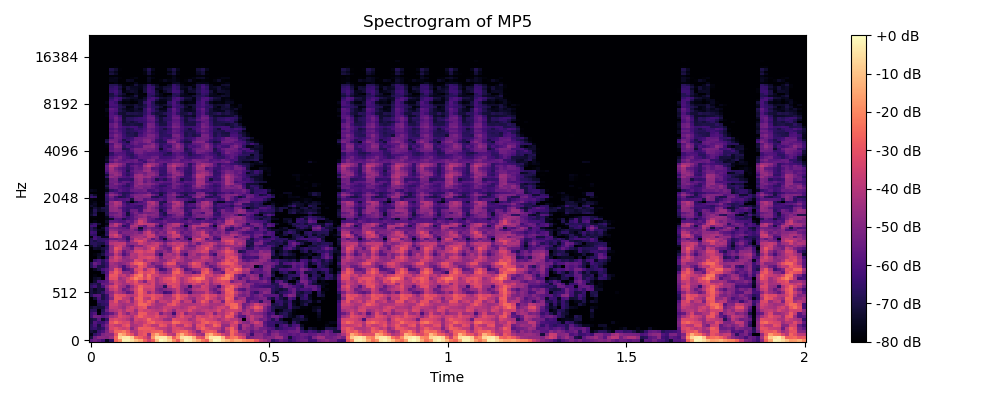 Spectrogram of MP5
Hz
16384
8192
4096
2048
1024
512
0
0
0.5
1
1.5
2
Time
+0 dB
-10 dB
-20 dB
-30 dB
-40 dB
-50 dB
-60 dB
-70 dB
-80 dB